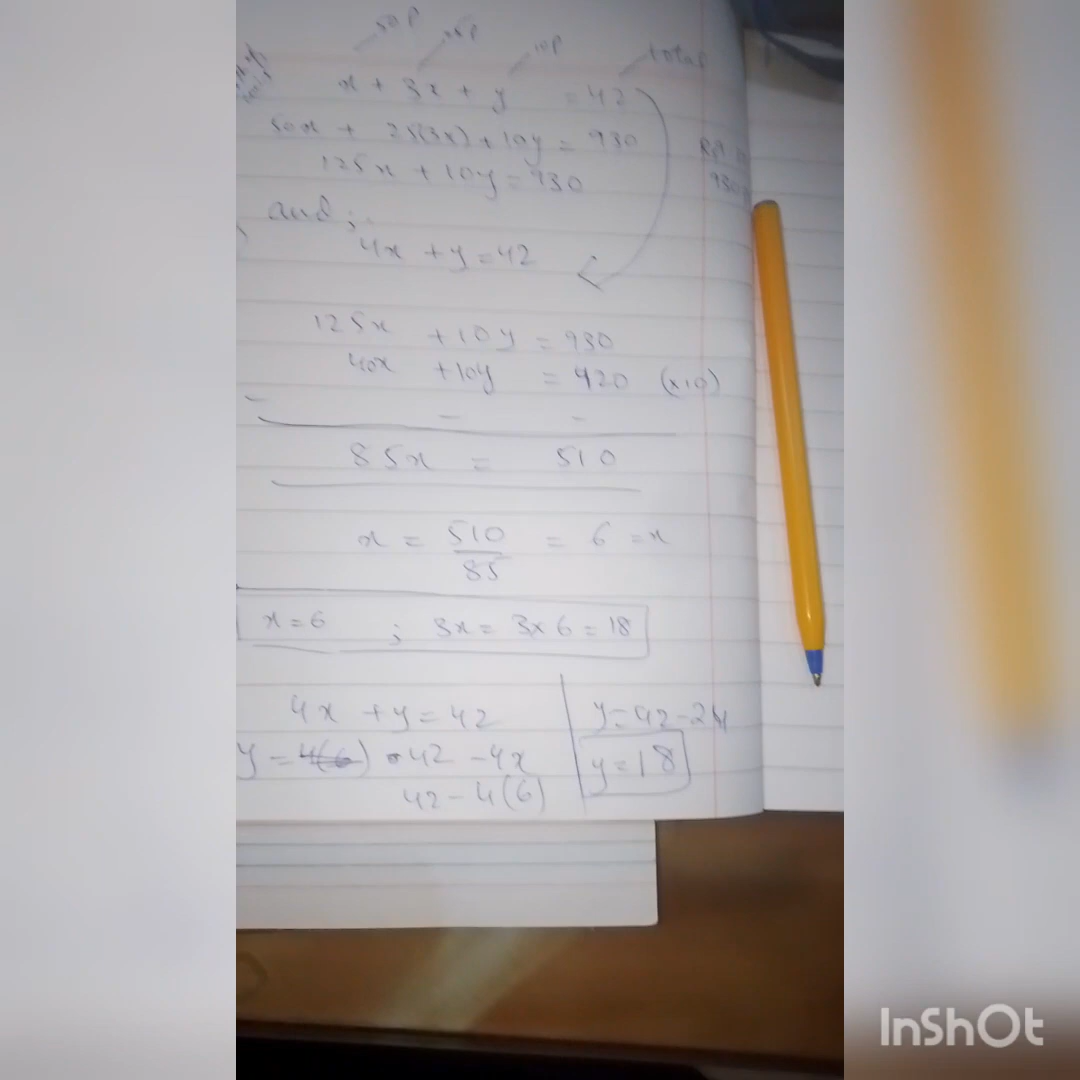 50P 25P 10P total
x + 3x + y = 42
50x + 25(3x) + 10y = 930
125x + 10y = 930
and ;
4x + y = 42
125x + 10y = 930
40x + 10y = 420 (x10)
- - -
85x = 510
x = 510/85 = 6 = x
x = 6 ; 3x = 3x6 = 18
4x + y = 42
y = 42 - 4x
42 - 4(6)
y = 42 - 24
y = 18
InShOt